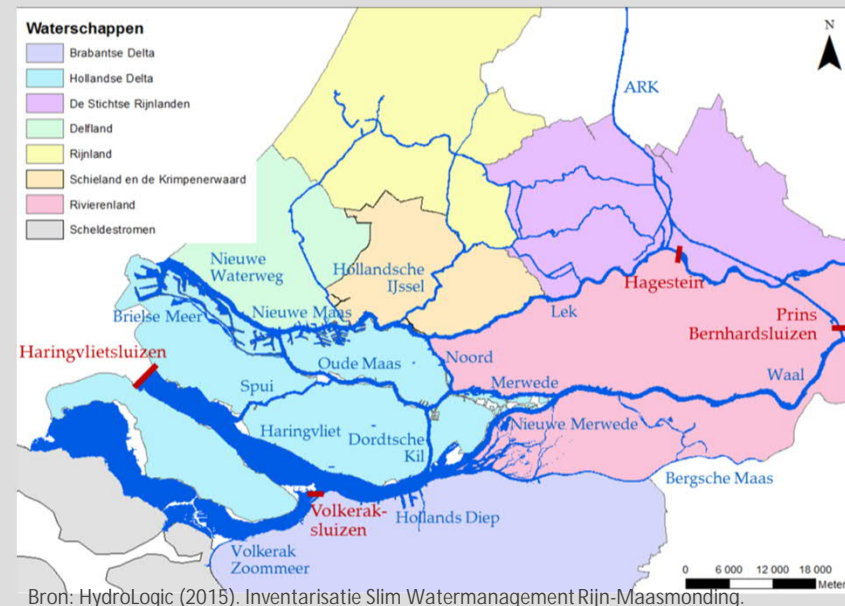 Waterschappen
Brabantse Delta
Hollandse Delta
De Stichtse Rijnlanden
Delfland
Rijnland
Schieland en de Krimpenerwaard
Rivierenland
Scheldestromen
N
ARK
Nieuwe
Waterweg
Hollandsche
IJssel
Hagestein
Brielse Meer
Nieuwe Maas
Lek
Prins
Bernhardsluizen
Haringvlietsluizen
Oude Maas
Noord
Spui
Merwede
Waal
Haringvliet
Dordtsche
Kil
Nieuwe Merwede
Bergsche Maas
Volkerak-
sluizen
Hollands Diep
Volkerak
Zoommeer
0 6 000 12 000 18 000
Meter
Bron: HydroLogic (2015). Inventarisatie Slim Watermanagement Rijn-Maasmonding.